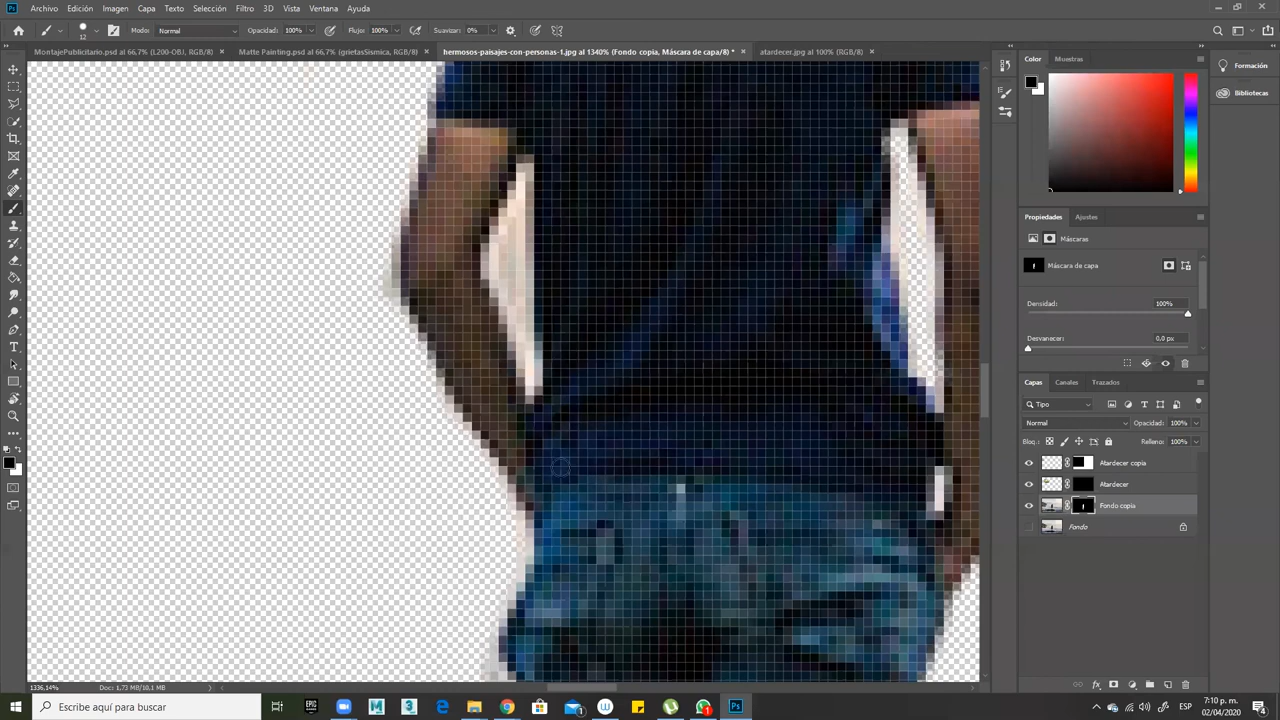 Archivo Edición Imagen Capa Texto Selección Filtro 3D Vista Ventana Ayuda
12 Modo: Normal Opacidad: 100% Flujo: 100% Suavizar: 0%
MontajePublicitario.psd al 66,7% (L200-OBJ, RGB/8) × Matte Painting.psd al 66,7% (grietasSismica, RGB/8) × hermosos-paisajes-con-personas-1.jpg al 1340% (Fondo copia, Máscara de capa/8) * × atardecer.jpg al 100% (RGB/8) ×
Color Muestras
Formación
Bibliotecas
Propiedades Ajustes
Máscaras
Máscara de capa
Densidad: 100%
Desvanecer: 0,0 px
Capas Canales Trazados
Tipo
Normal Opacidad: 100%
Bloq.: Relleno: 100%
Atardecer copia
Atardecer
Fondo copia
Fondo
1336,14% Doc: 1,73 MB/10,1 MB
Escribe aquí para buscar
ESP
7:10 p. m.
02/04/2020